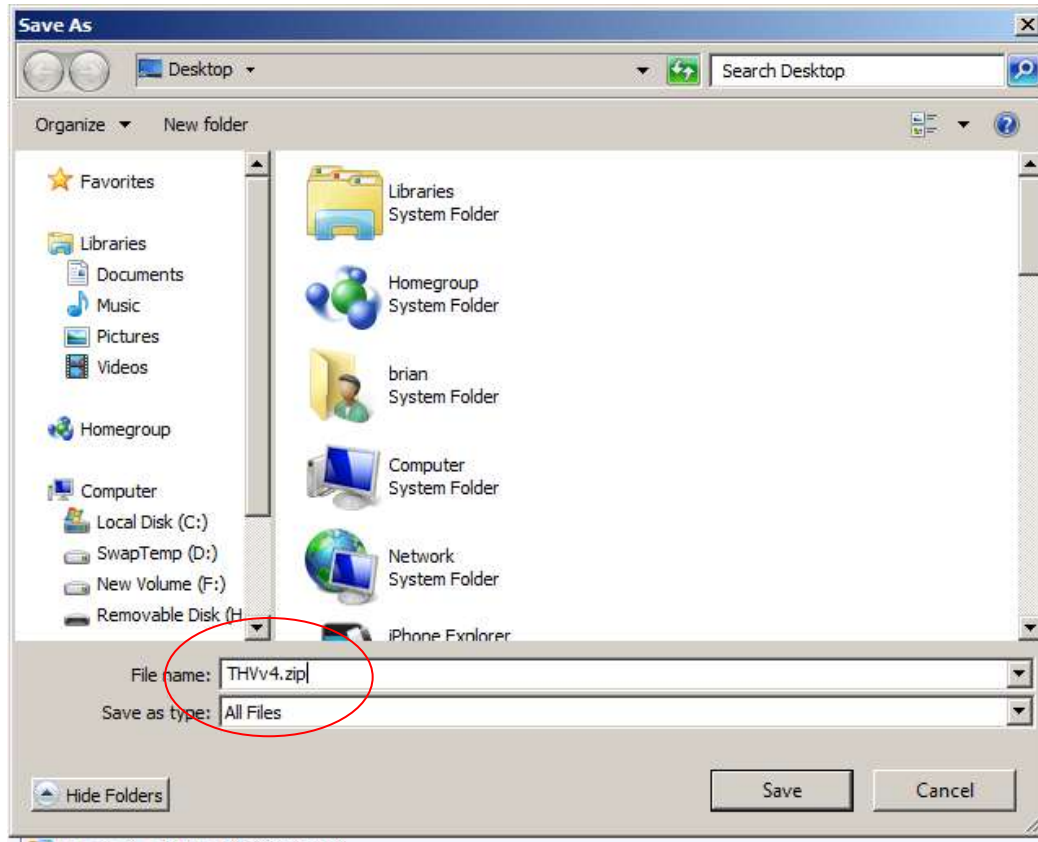 Save As
Desktop
Search Desktop
Organize
New folder
Favorites
Libraries
Documents
Music
Pictures
Videos
Homegroup
Computer
Local Disk (C:)
SwapTemp (D:)
New Volume (F:)
Removable Disk (H
Libraries
System Folder
Homegroup
System Folder
brian
System Folder
Computer
System Folder
Network
System Folder
iPhone Explorer
File name: THVv4.zip
Save as type: All Files
Hide Folders
Save
Cancel